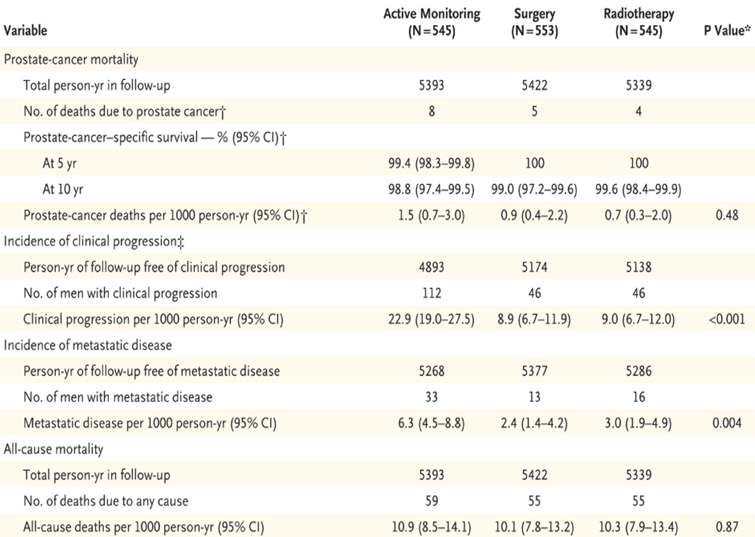 Variable Active Monitoring (N=545) Surgery (N=553) Radiotherapy (N=545) P Value*
Prostate-cancer mortality
Total person-yr in follow-up 5393 5422 5339
No. of deaths due to prostate cancer† 8 5 4
Prostate-cancer–specific survival — % (95% CI)†
At 5 yr 99.4 (98.3–99.8) 100 100
At 10 yr 98.8 (97.4–99.5) 99.0 (97.2–99.6) 99.6 (98.4–99.9)
Prostate-cancer deaths per 1000 person-yr (95% CI)† 1.5 (0.7–3.0) 0.9 (0.4–2.2) 0.7 (0.3–2.0) 0.48
Incidence of clinical progression‡
Person-yr of follow-up free of clinical progression 4893 5174 5138
No. of men with clinical progression 112 46 46
Clinical progression per 1000 person-yr (95% CI) 22.9 (19.0–27.5) 8.9 (6.7–11.9) 9.0 (6.7–12.0) <0.001
Incidence of metastatic disease
Person-yr of follow-up free of metastatic disease 5268 5377 5286
No. of men with metastatic disease 33 13 16
Metastatic disease per 1000 person-yr (95% CI) 6.3 (4.5–8.8) 2.4 (1.4–4.2) 3.0 (1.9–4.9) 0.004
All-cause mortality
Total person-yr in follow-up 5393 5422 5339
No. of deaths due to any cause 59 55 55
All-cause deaths per 1000 person-yr (95% CI) 10.9 (8.5–14.1) 10.1 (7.8–13.2) 10.3 (7.9–13.4) 0.87